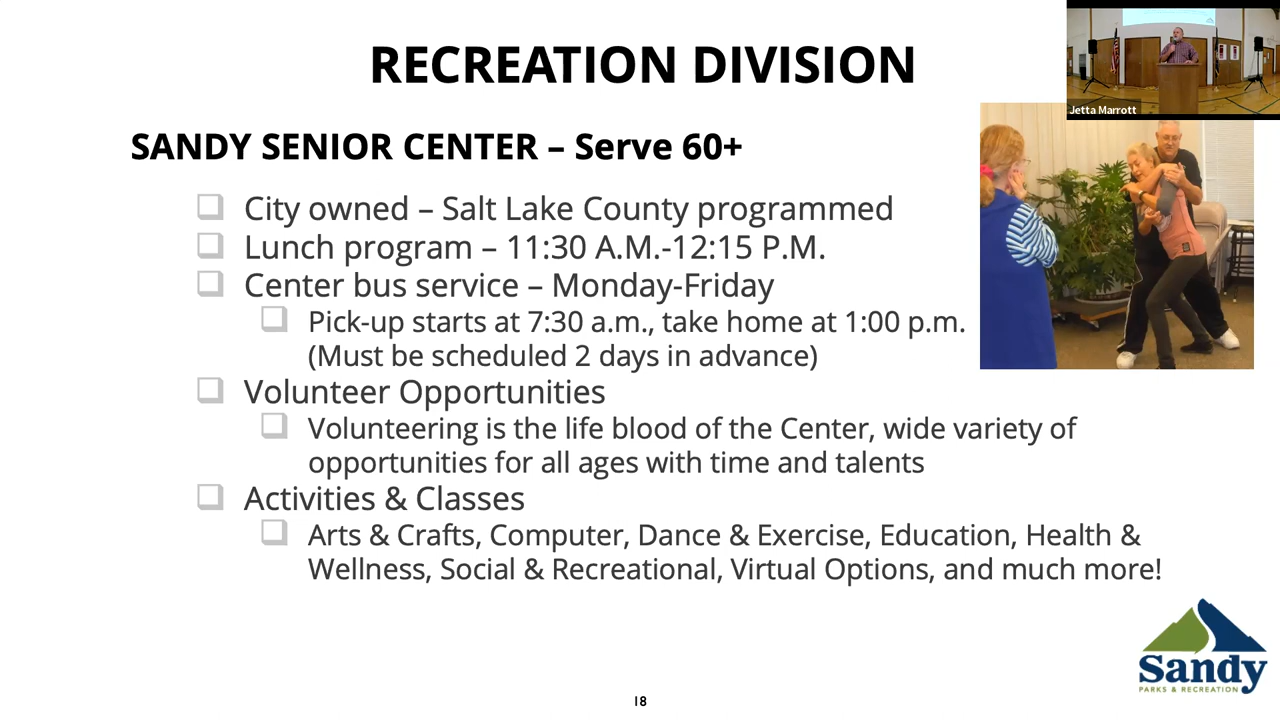 RECREATION DIVISION
Jetta Marrott
SANDY SENIOR CENTER – Serve 60+
City owned – Salt Lake County programmed
Lunch program – 11:30 A.M.-12:15 P.M.
Center bus service – Monday-Friday
Pick-up starts at 7:30 a.m., take home at 1:00 p.m.
(Must be scheduled 2 days in advance)
Volunteer Opportunities
Volunteering is the life blood of the Center, wide variety of
opportunities for all ages with time and talents
Activities & Classes
Arts & Crafts, Computer, Dance & Exercise, Education, Health &
Wellness, Social & Recreational, Virtual Options, and much more!
Sandy
PARKS & RECREATION
18